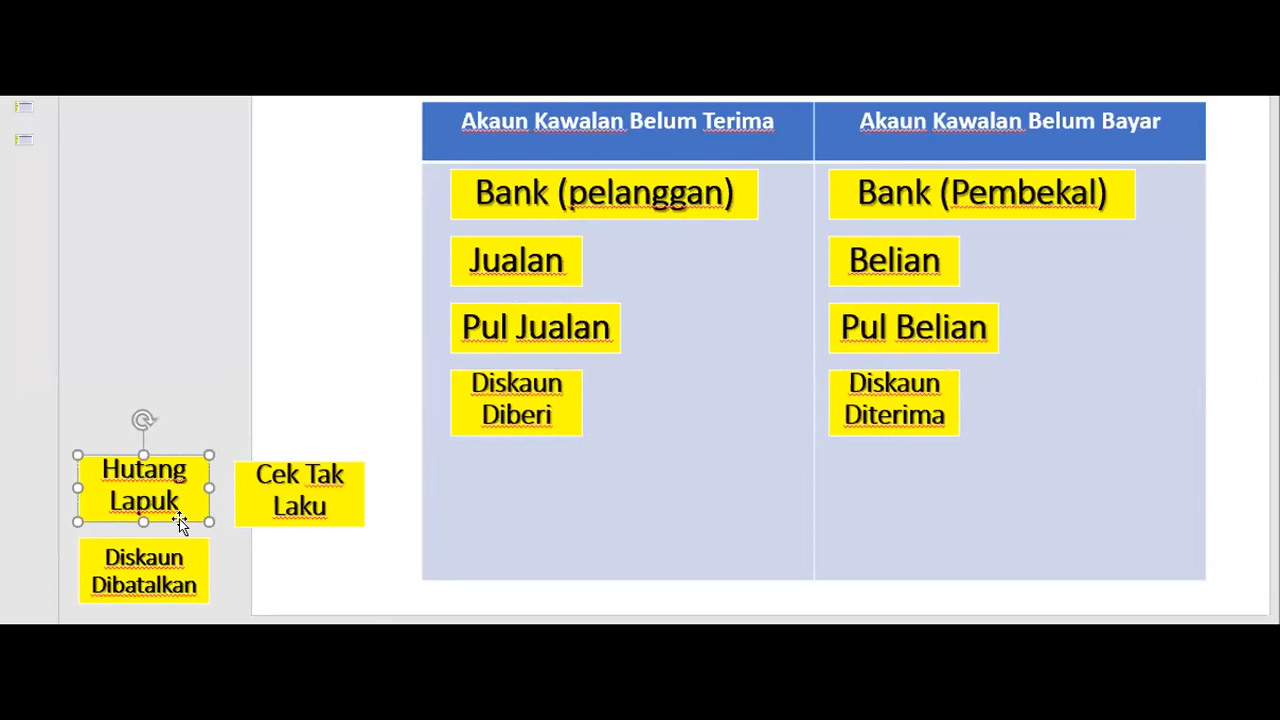 Akaun Kawalan Belum Terima
Akaun Kawalan Belum Bayar
Bank (pelanggan)
Bank (Pembekal)
Jualan
Belian
Pul Jualan
Pul Belian
Diskaun
Diberi
Diskaun
Diterima
Hutang
Lapuk
Cek Tak
Laku
Diskaun
Dibatalkan